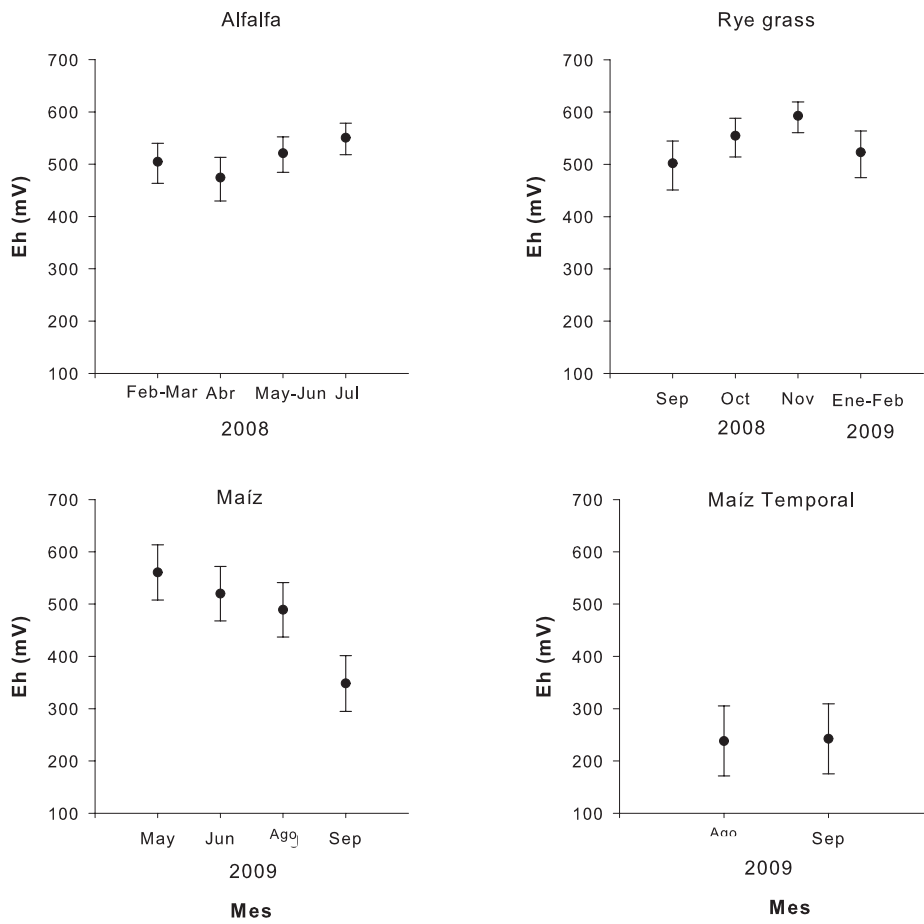 Alfalfa
700
600
500
400
300
200
100
Eh (mV)
Feb-Mar Abr May-Jun Jul
2008
Rye grass
700
600
500
400
300
200
100
Eh (mV)
Sep Oct Nov Ene-Feb
2008 2009
Maíz
700
600
500
400
300
200
100
Eh (mV)
May Jun Ago Sep
2009
Mes
Maíz Temporal
700
600
500
400
300
200
100
Eh (mV)
Ago Sep
2009
Mes